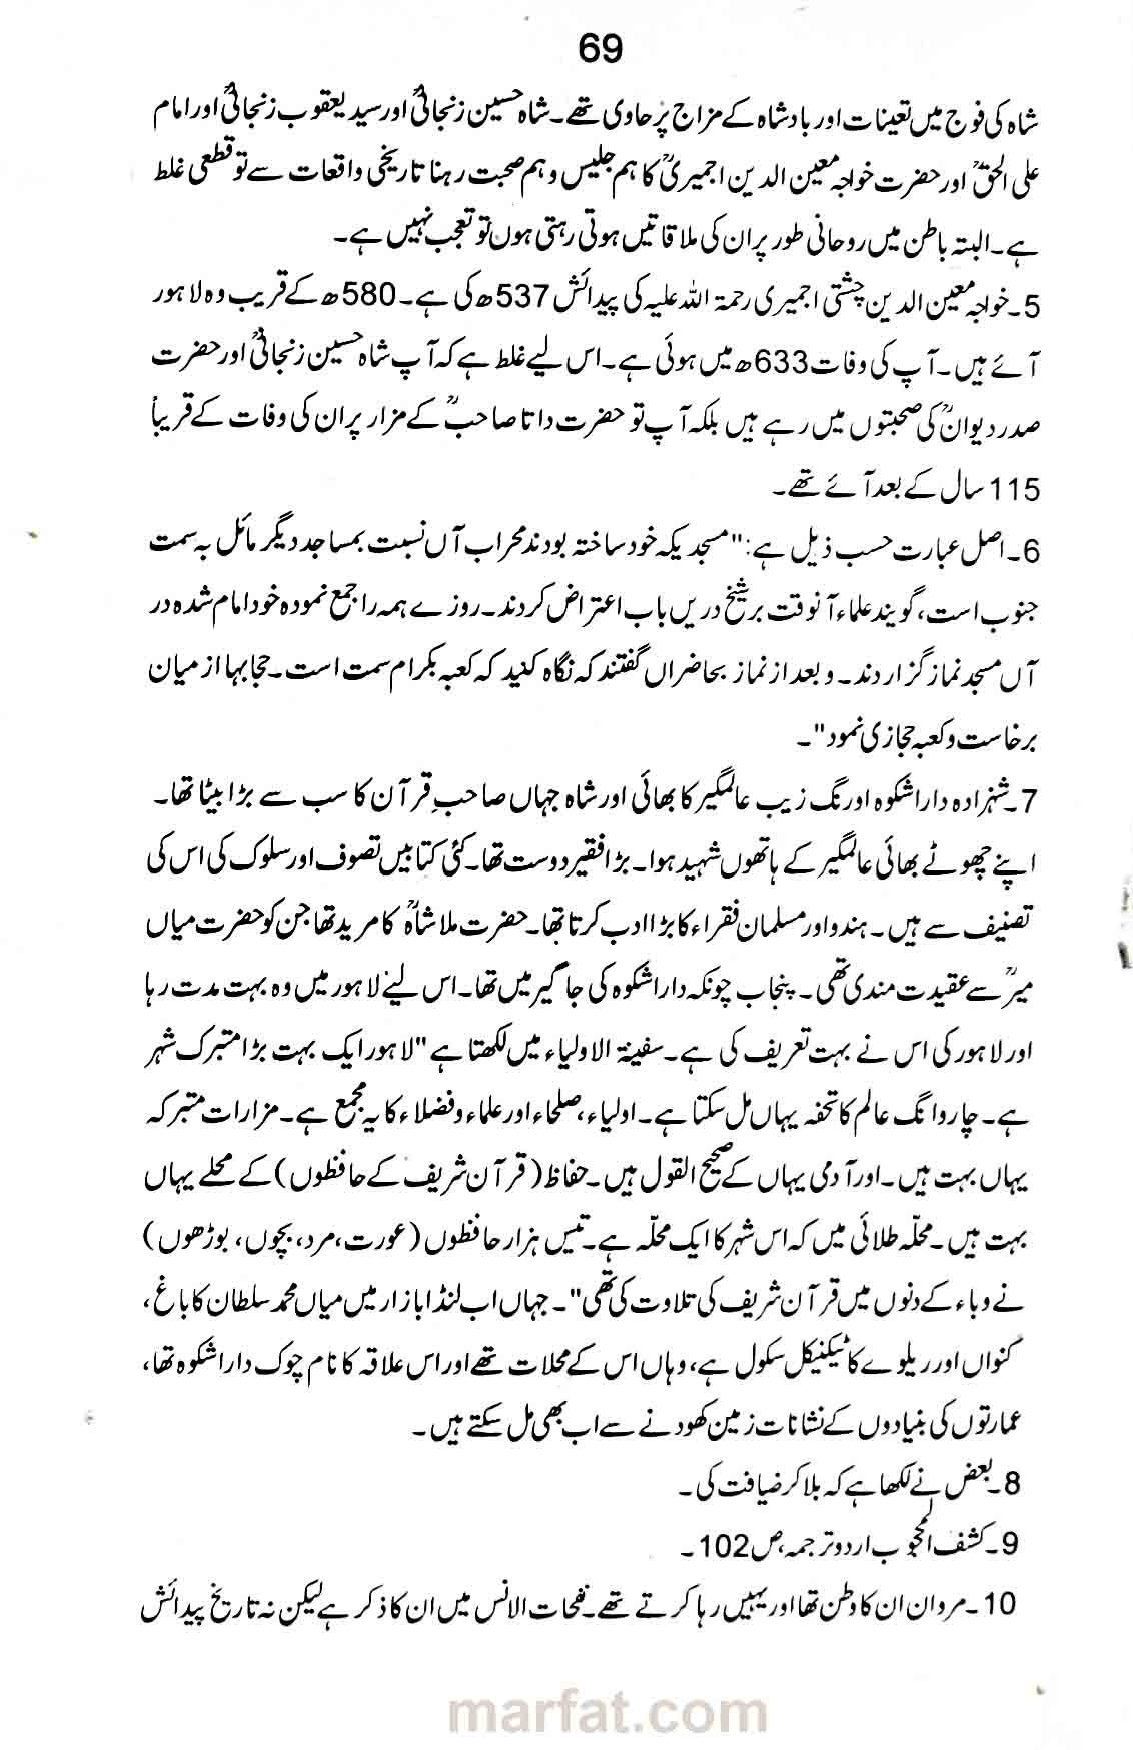 69
شاہ کی فوج میں تعینات اور بادشاہ کے مزاج پر حاوی تھے۔ شاہ حسین زنجانیؒ اور سید یعقوب زنجانیؒ اور امام
علی الحقؒ اور حضرت خواجہ معین الدین اجمیریؒ کا ہم جلیس و ہم صحبت رہنا تاریخی واقعات سے تو قطعی غلط
ہے۔ البتہ باطن میں روحانی طور پر ان کی ملاقاتیں ہوتی رہتی ہوں تو تعجب نہیں ہے۔
5۔ خواجہ معین الدین چشتی اجمیری رحمۃ اللہ علیہ کی پیدائش 537ھ کی ہے۔ 580ھ کے قریب وہ لاہور
آئے ہیں۔ آپ کی وفات 633ھ میں ہوئی ہے۔ اس لیے غلط ہے کہ آپ شاہ حسین زنجانیؒ اور حضرت
صدر دیوانؒ کی صحبتوں میں رہے ہیں بلکہ آپ تو حضرت داتا صاحبؒ کے مزار پر ان کی وفات کے قریباً
115 سال کے بعد آئے تھے۔
6۔ اصل عبارت حسب ذیل ہے: "مسجد یکہ خود ساختہ بودند محراب آں نسبت بمساجد دیگر مائل بہ سمت
جنوب است، گویند علماء آنوقت بر شیخ دریں باب اعتراض کردند۔ روزے ہمہ را جمع نمودہ خود امام شدہ در
آں مسجد نماز گزاردند۔ و بعد از نماز بحاضراں گفتند کہ نگاہ کنید کہ کعبہ بکرام سمت است۔ حجابہا از میان
برخاست و کعبہ حجازی نمود"۔
7۔ شہزادہ داراشکوہ اورنگ زیب عالمگیر کا بھائی اور شاہ جہاں صاحبِ قرآن کا سب سے بڑا بیٹا تھا۔
اپنے چھوٹے بھائی عالمگیر کے ہاتھوں شہید ہوا۔ بڑا فقیر دوست تھا۔ کئی کتابیں تصوف اور سلوک کی اس کی
تصنیف سے ہیں۔ ہندو اور مسلمان فقراء کا بڑا ادب کرتا تھا۔ حضرت ملا شاہؒ کا مرید تھا جن کو حضرت میاں
میرؒ سے عقیدت مندی تھی۔ پنجاب چونکہ داراشکوہ کی جاگیر میں تھا۔ اس لیے لاہور میں وہ بہت مدت رہا
اور لاہور کی اس نے بہت تعریف کی ہے۔ سفینۃ الاولیاء میں لکھتا ہے "لاہور ایک بہت بڑا متبرک شہر
ہے۔ چار دانگ عالم کا تحفہ یہاں مل سکتا ہے۔ اولیاء، صلحاء اور علماء و فضلاء کا یہ مجمع ہے۔ مزارات متبرکہ
یہاں بہت ہیں۔ اور آدمی یہاں کے صحیح القول ہیں۔ حفاظ (قرآن شریف کے حافظوں) کے محلے یہاں
بہت ہیں۔ محلّہ طلائی میں کہ اس شہر کا ایک محلّہ ہے۔ تیس ہزار حافظوں (عورت، مرد، بچوں، بوڑھوں)
نے وباء کے دنوں میں قرآن شریف کی تلاوت کی تھی"۔ جہاں اب لنڈا بازار میں میاں محمد سلطان کا باغ،
کنواں اور ریلوے کا ٹیکنیکل سکول ہے، وہاں اس کے محلات تھے اور اس علاقہ کا نام چوک داراشکوہ تھا،
عمارتوں کی بنیادوں کے نشانات زمین کھودنے سے اب بھی مل سکتے ہیں۔
8۔ بعض نے لکھا ہے کہ بلا کر ضیافت کی۔
9۔ کشف المحجوب اردو ترجمہ، ص 102۔
10۔ مردان ان کا وطن تھا اور یہیں رہا کرتے تھے۔ نفحات الانس میں ان کا ذکر ہے لیکن نہ تاریخ پیدائش
marfat.com